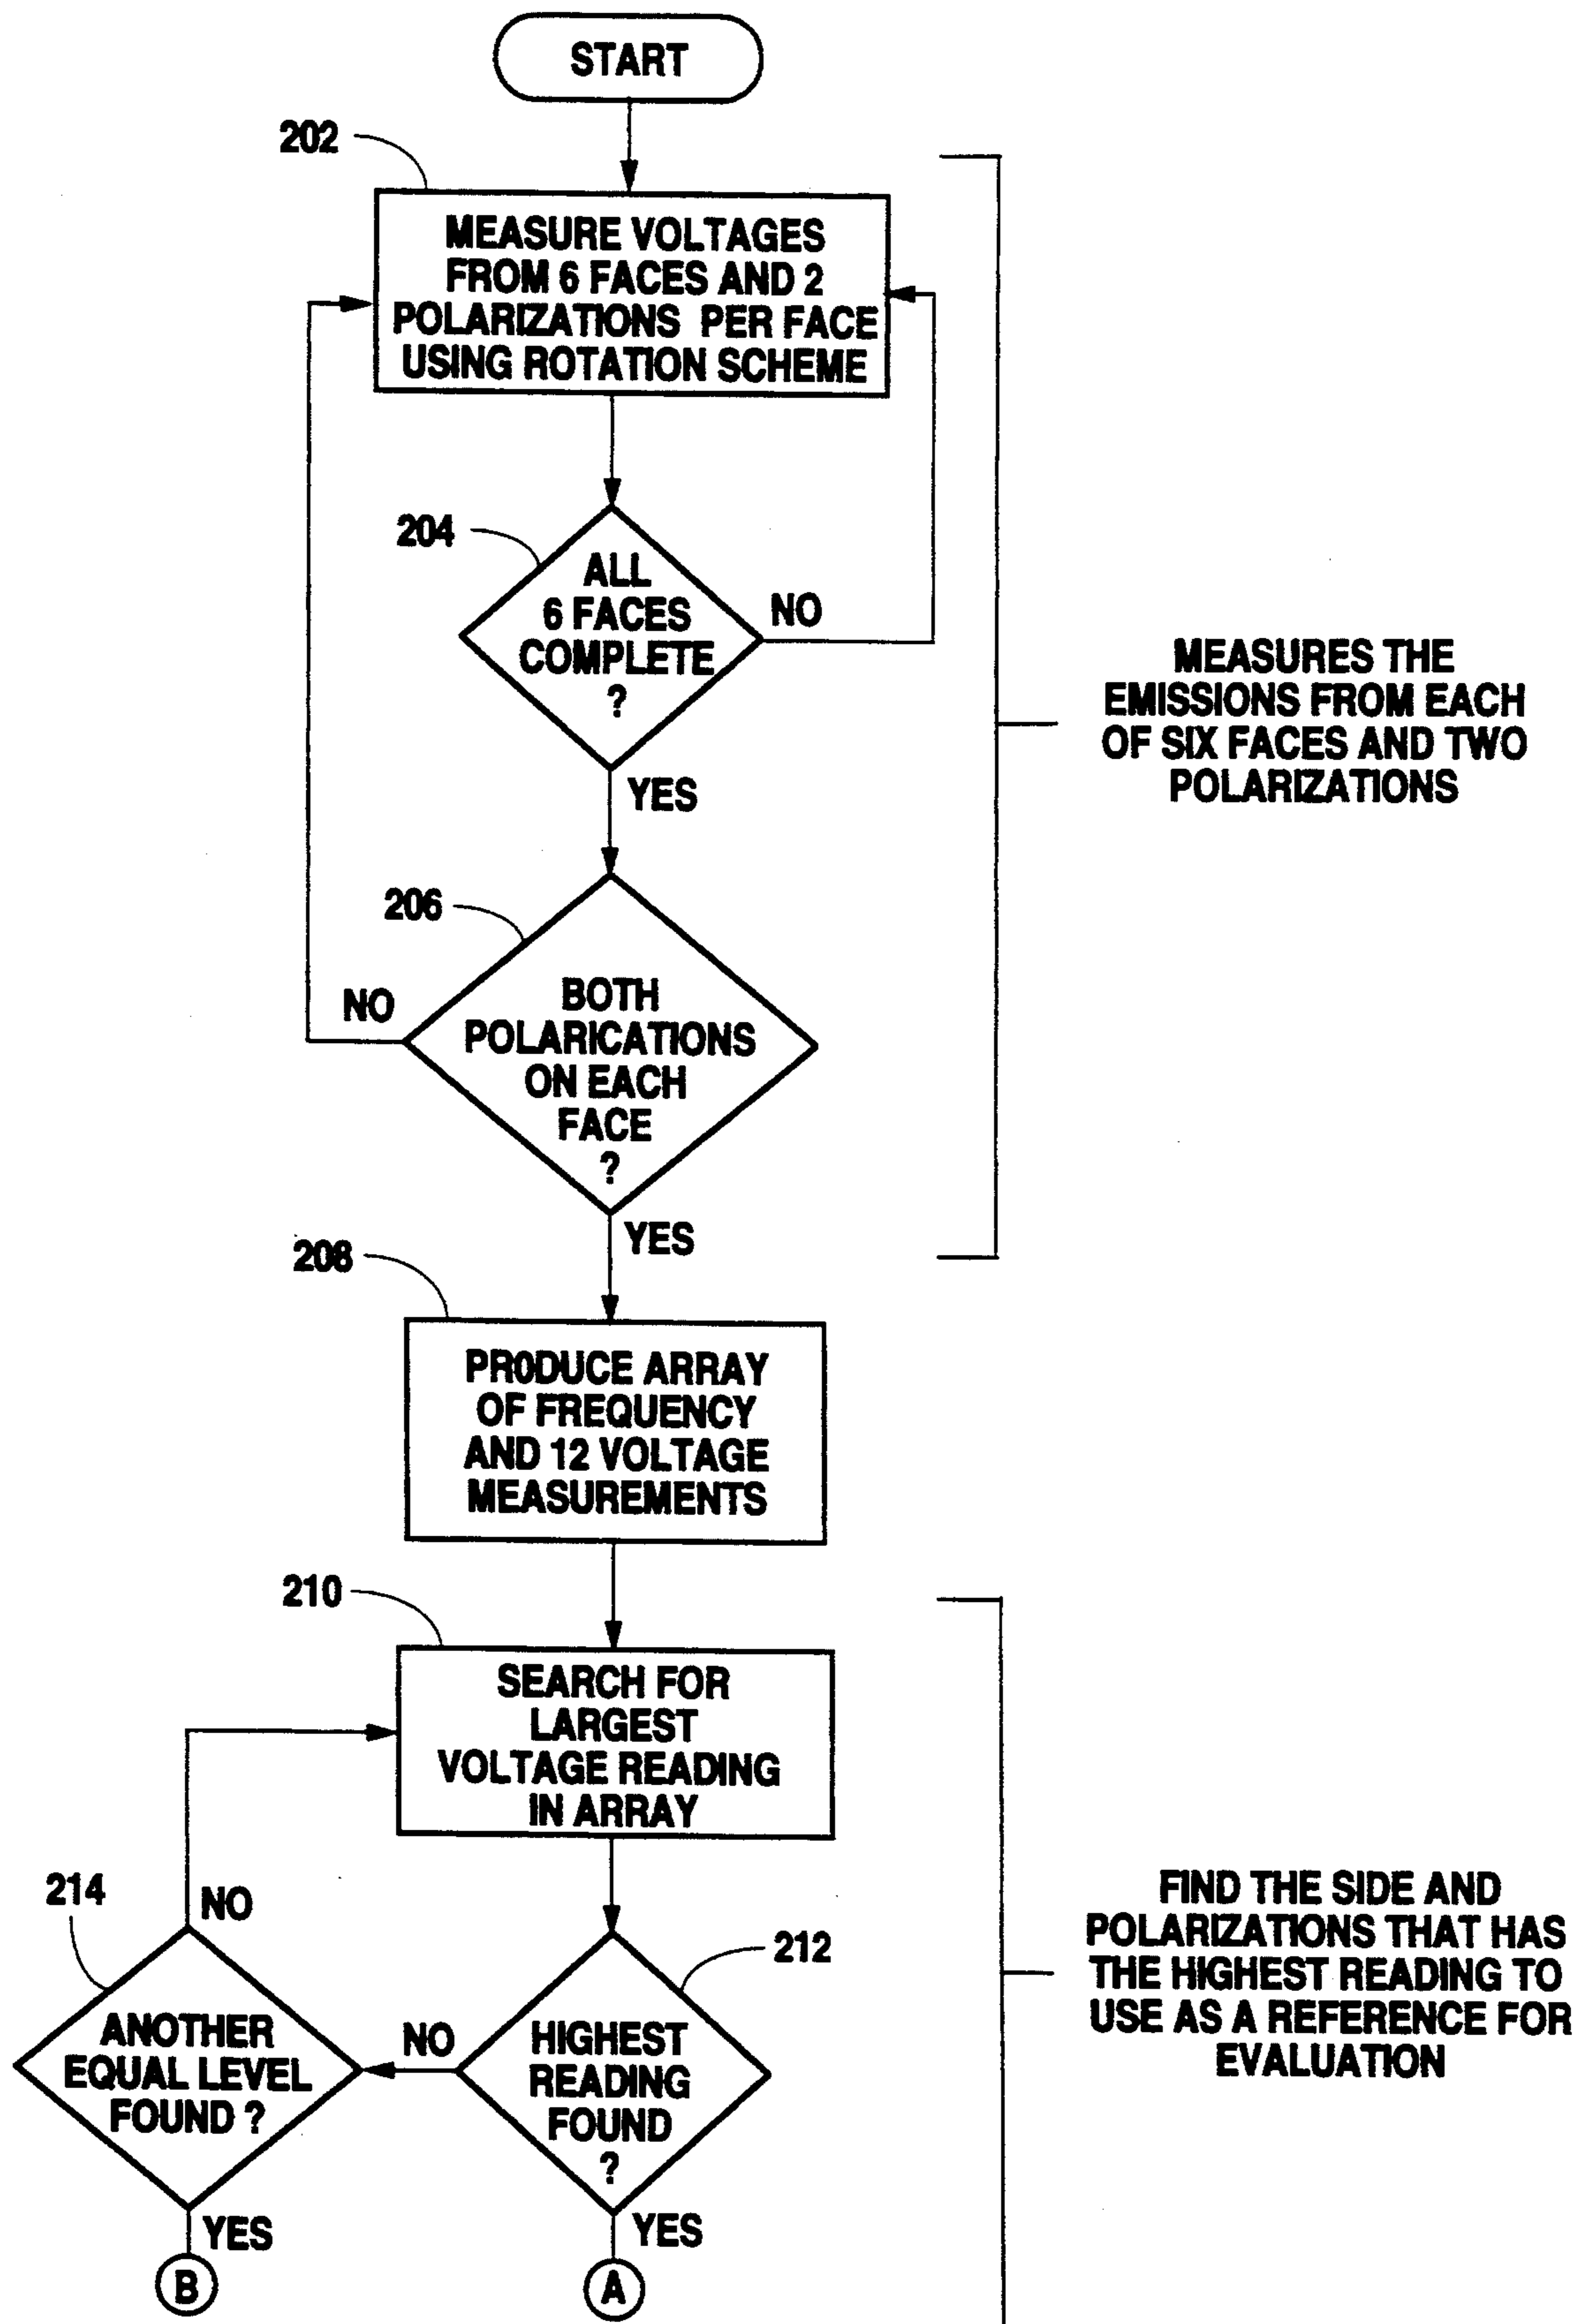 START
202
MEASURE VOLTAGES
FROM 6 FACES AND 2
POLARIZATIONS PER FACE
USING ROTATION SCHEME
204
ALL
6 FACES
COMPLETE
?
NO
YES
MEASURES THE
EMISSIONS FROM EACH
OF SIX FACES AND TWO
POLARIZATIONS
206
BOTH
POLARICATIONS
ON EACH
FACE
?
NO
YES
208
PRODUCE ARRAY
OF FREQUENCY
AND 12 VOLTAGE
MEASUREMENTS
210
SEARCH FOR
LARGEST
VOLTAGE READING
IN ARRAY
212
HIGHEST
READING
FOUND
?
NO
YES
A
214
ANOTHER
EQUAL LEVEL
FOUND ?
NO
YES
B
FIND THE SIDE AND
POLARIZATIONS THAT HAS
THE HIGHEST READING TO
USE AS A REFERENCE FOR
EVALUATION